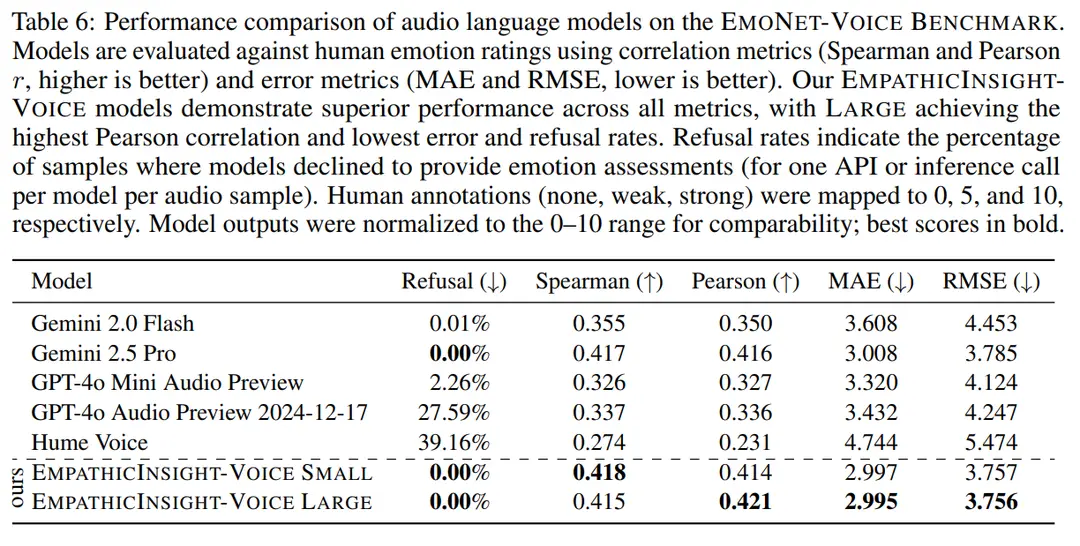 Table 6: Performance comparison of audio language models on the EMONET-VOICE BENCHMARK.
Models are evaluated against human emotion ratings using correlation metrics (Spearman and Pearson
r, higher is better) and error metrics (MAE and RMSE, lower is better). Our EMPATHICINSIGHT-
VOICE models demonstrate superior performance across all metrics, with LARGE achieving the
highest Pearson correlation and lowest error and refusal rates. Refusal rates indicate the percentage
of samples where models declined to provide emotion assessments (for one API or inference call
per model per audio sample). Human annotations (none, weak, strong) were mapped to 0, 5, and 10,
respectively. Model outputs were normalized to the 0–10 range for comparability; best scores in bold.
Model Refusal (↓) Spearman (↑) Pearson (↑) MAE (↓) RMSE (↓)
Gemini 2.0 Flash 0.01% 0.355 0.350 3.608 4.453
Gemini 2.5 Pro 0.00% 0.417 0.416 3.008 3.785
GPT-4o Mini Audio Preview 2.26% 0.326 0.327 3.320 4.124
GPT-4o Audio Preview 2024-12-17 27.59% 0.337 0.336 3.432 4.247
Hume Voice 39.16% 0.274 0.231 4.744 5.474
ours
EMPATHICINSIGHT-VOICE SMALL 0.00% 0.418 0.414 2.997 3.757
EMPATHICINSIGHT-VOICE LARGE 0.00% 0.415 0.421 2.995 3.756